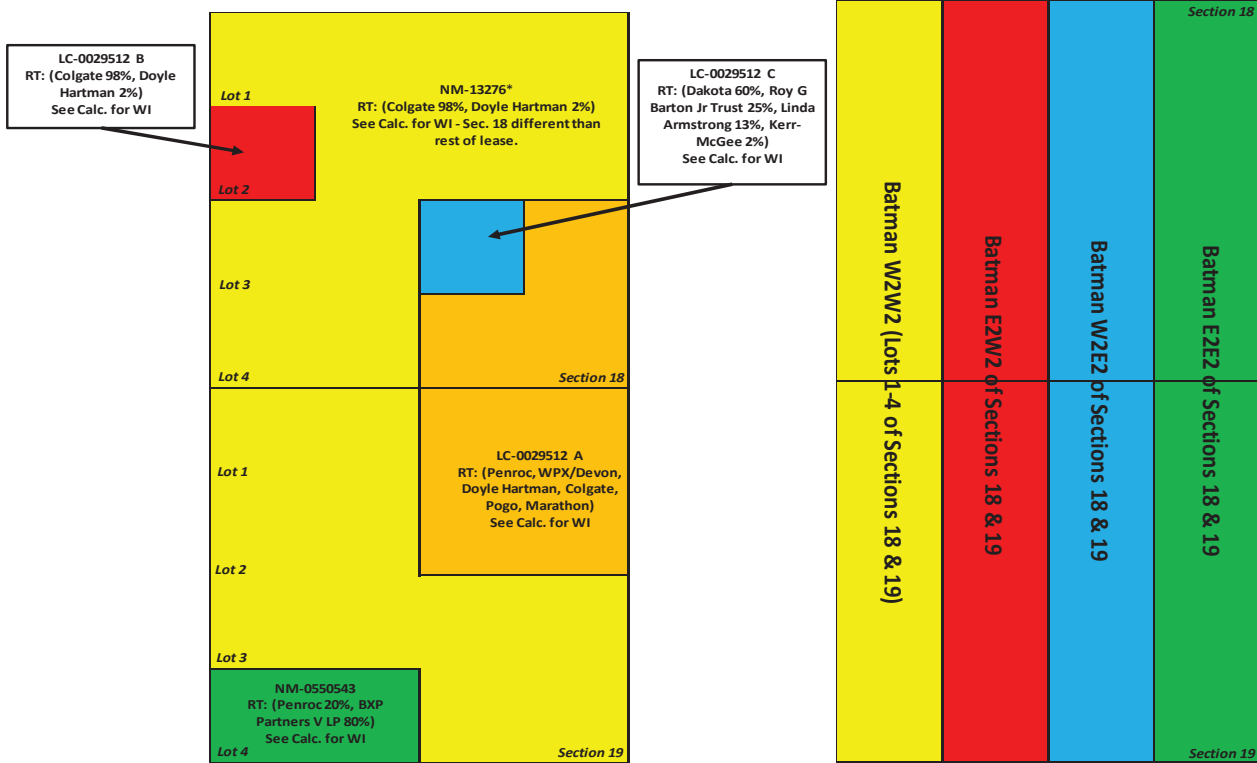 LC-0029512 B
RT: (Colgate 98%, Doyle
Hartman 2%)
See Calc. for WI
Lot 1
NM-13276*
RT: (Colgate 98%, Doyle Hartman 2%)
See Calc. for WI - Sec. 18 different than
rest of lease.
LC-0029512 C
RT: (Dakota 60%, Roy G
Barton Jr Trust 25%, Linda
Armstrong 13%, Kerr-
McGee 2%)
See Calc. for WI
Lot 2
Lot 3
Lot 4
Section 18
Lot 1
LC-0029512 A
RT: (Penroc, WPX/Devon,
Doyle Hartman, Colgate,
Pogo, Marathon)
See Calc. for WI
Lot 2
Lot 3
NM-0550543
RT: (Penroc 20%, BXP
Partners V LP 80%)
See Calc. for WI
Lot 4
Section 19
Section 18
Batman W2W2 (Lots 1-4 of Sections 18 & 19)
Batman E2W2 of Sections 18 & 19
Batman W2E2 of Sections 18 & 19
Batman E2E2 of Sections 18 & 19
Section 19